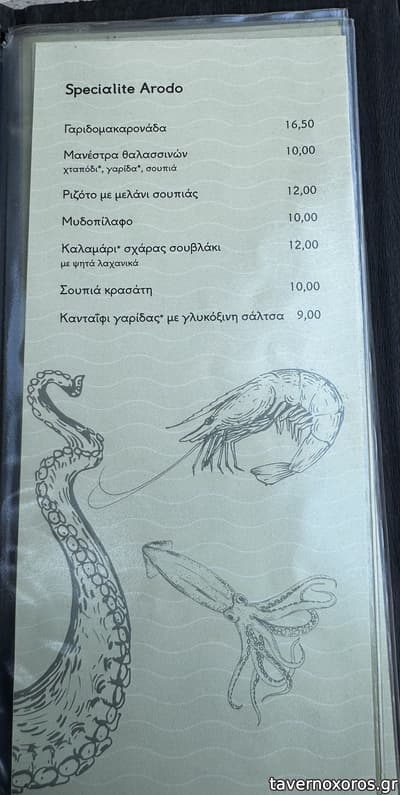 Specialite Arodo
Γαριδομακαρονάδα 16,50
Μανέστρα θαλασσινών 10,00
χταπόδι*, γαρίδα*, σουπιά
Ριζότο με μελάνι σουπιάς 12,00
Μυδοπίλαφο 10,00
Καλαμάρι* σχάρας σουβλάκι 12,00
με ψητά λαχανικά
Σουπιά κρασάτη 10,00
Κανταΐφι γαρίδας* με γλυκόξινη σάλτσα 9,00
tavernoxoros.gr